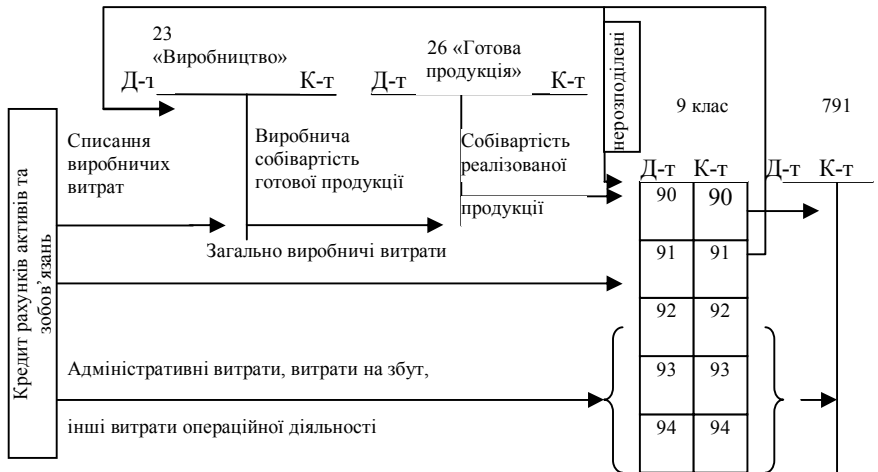 23
«Виробництво»
Д-т К-т
26 «Готова
продукція»
Д-т К-т
нерозподілені
9 клас
791
Д-т К-т
Д-т К-т
Кредит рахунків активів та
зобов’язань
Списання
виробничих
витрат
Виробнича
собівартість
готової продукції
Собівартість
реалізованої
продукції
Загально виробничі витрати
90 90
91 91
92 92
93 93
94 94
Адміністративні витрати, витрати на збут,
інші витрати операційної діяльності